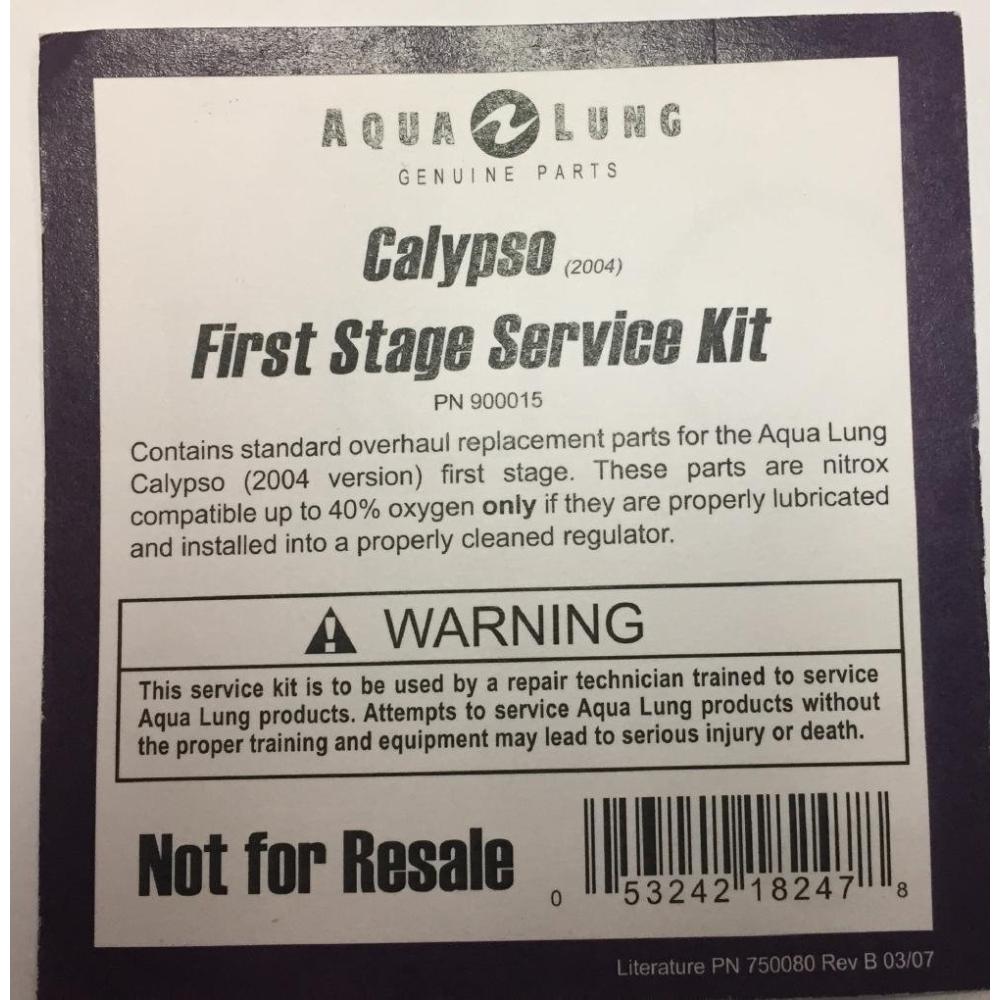 AQUA LUNG
GENUINE PARTS
Calypso (2004)
First Stage Service Kit
PN 900015
Contains standard overhaul replacement parts for the Aqua Lung
Calypso (2004 version) first stage. These parts are nitrox
compatible up to 40% oxygen only if they are properly lubricated
and installed into a properly cleaned regulator.
WARNING
This service kit is to be used by a repair technician trained to service
Aqua Lung products. Attempts to service Aqua Lung products without
the proper training and equipment may lead to serious injury or death.
Not for Resale
0 53242 18247 8
Literature PN 750080 Rev B 03/07